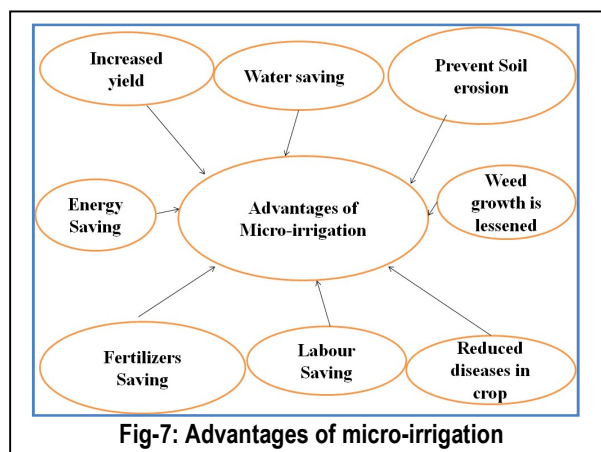 Increased
yield
Water saving
Prevent Soil
erosion
Energy
Saving
Advantages of
Micro-irrigation
Weed
growth is
lessened
Fertilizers
Saving
Labour
Saving
Reduced
diseases in
crop
Fig-7: Advantages of micro-irrigation